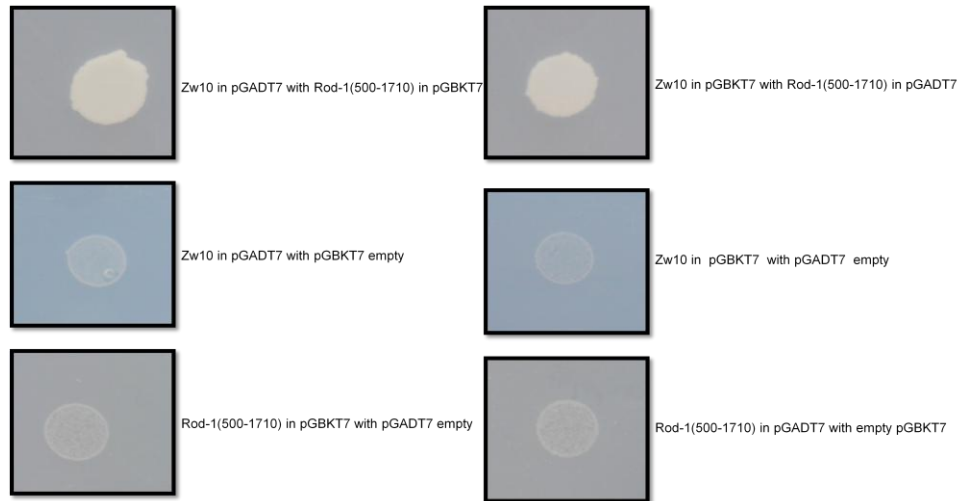 Zw10 in pGADT7 with Rod-1(500-1710) in pGBKT7
Zw10 in pGBKT7 with Rod-1(500-1710) in pGADT7
Zw10 in pGADT7 with pGBKT7 empty
Zw10 in pGBKT7 with pGADT7 empty
Rod-1(500-1710) in pGBKT7 with pGADT7 empty
Rod-1(500-1710) in pGADT7 with empty pGBKT7